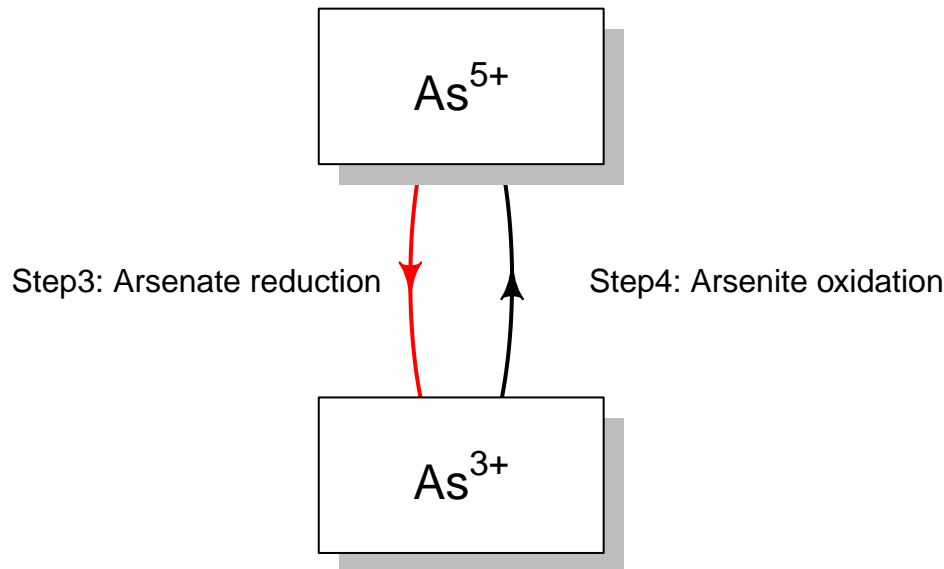 As5+
Step3: Arsenate reduction
Step4: Arsenite oxidation
As3+